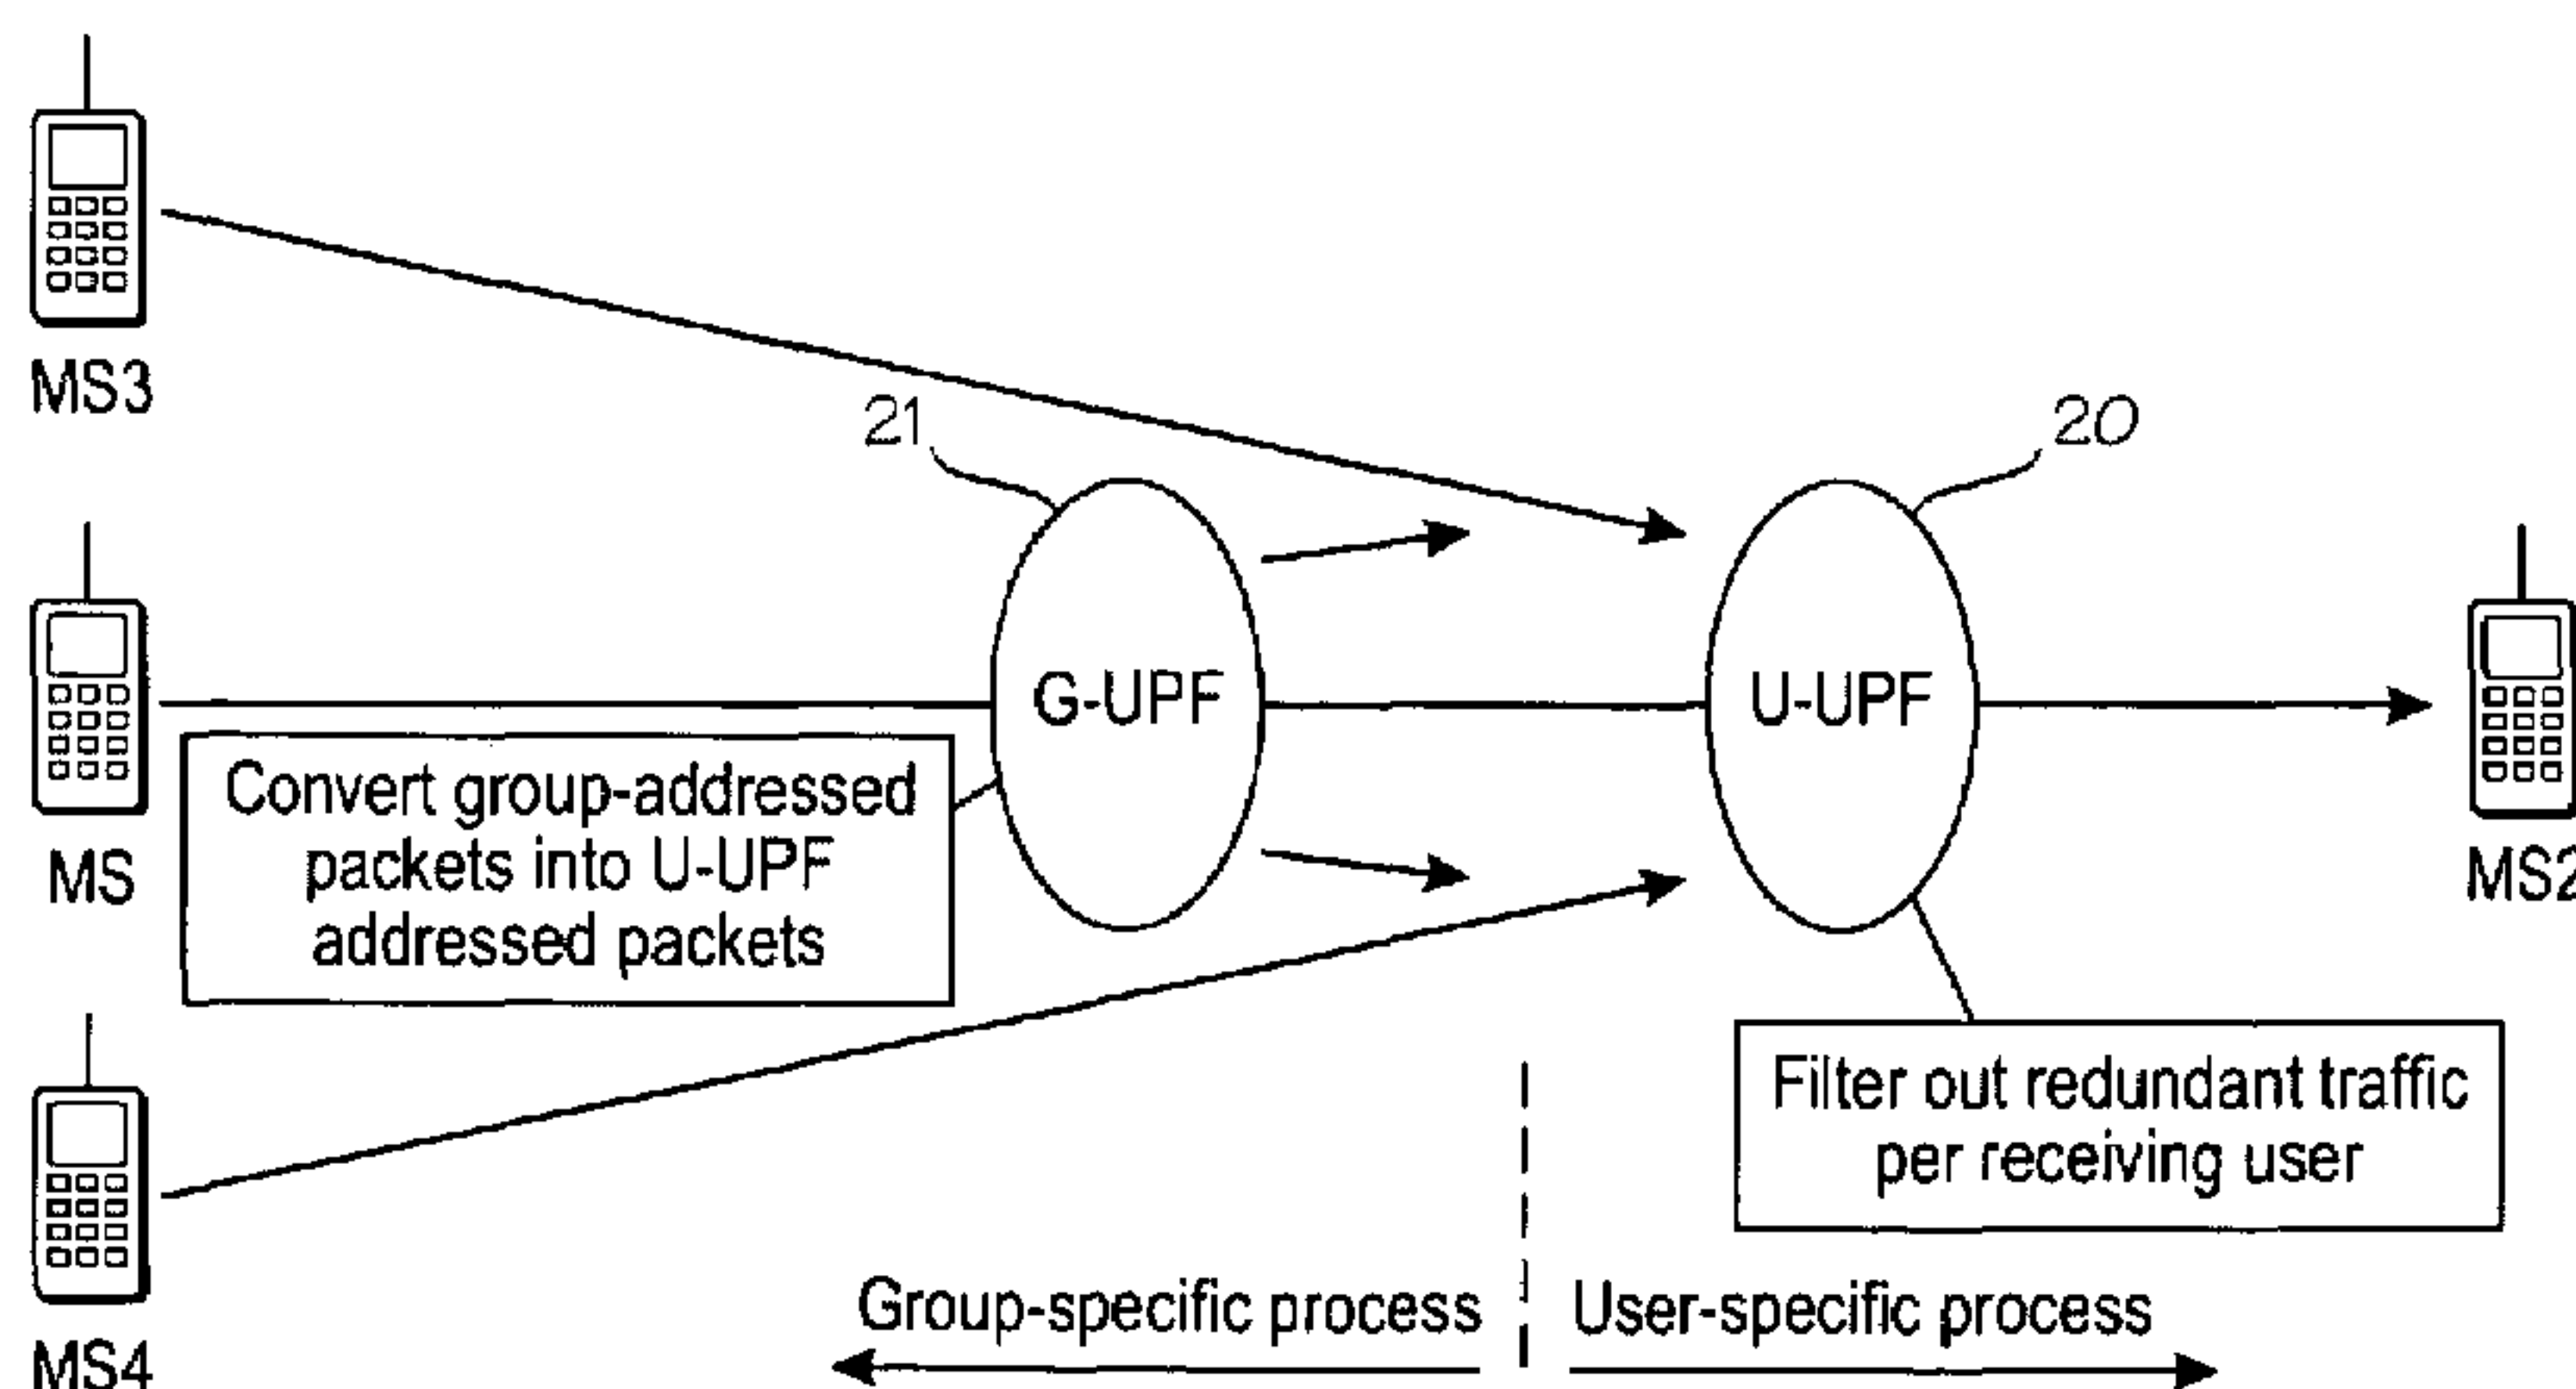 MS3
21
20
G-UPF
U-UPF
MS
MS2
Convert group-addressed
packets into U-UPF
addressed packets
Filter out redundant traffic
per receiving user
Group-specific process
User-specific process
MS4